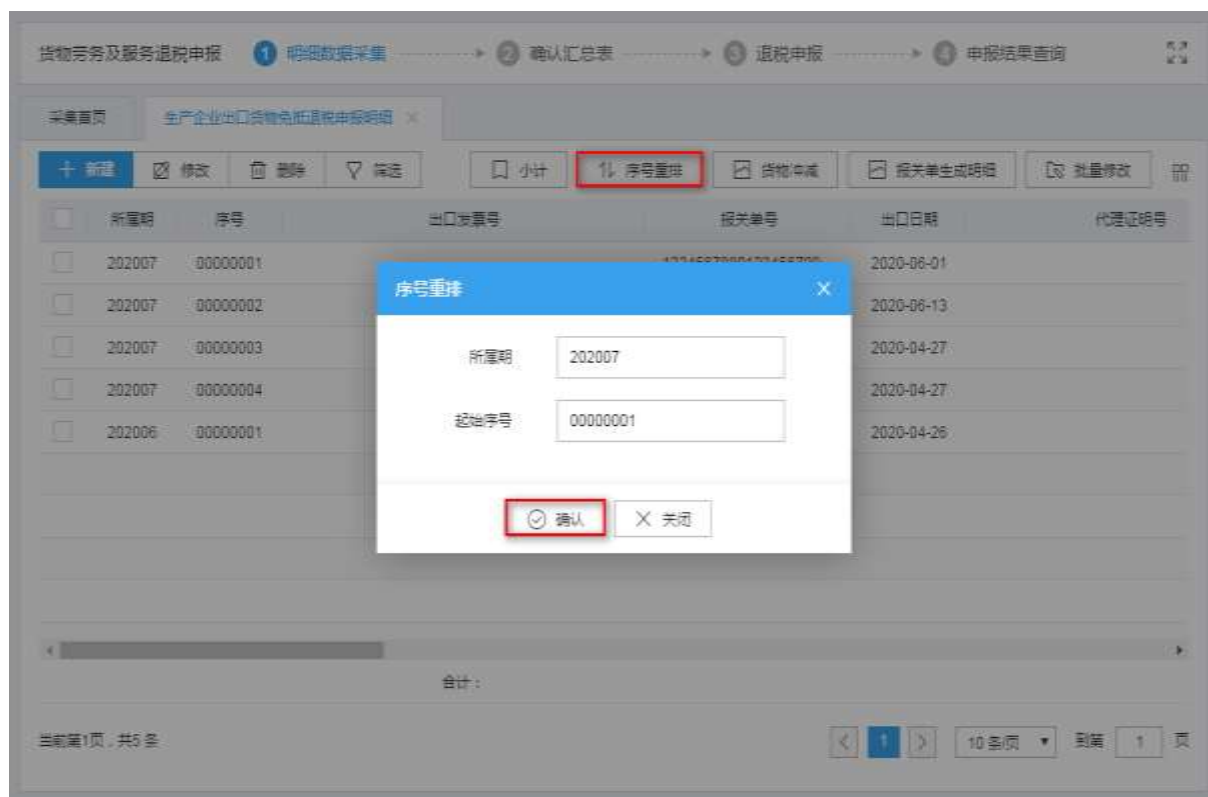 货物劳务及服务退税申报 1 明细数据采集 2 确认汇总表 3 退税申报 4 申报结果查询
采集首页 生产企业出口货物免抵退税申报明细 ×
+ 新建 修改 删除 筛选 小计 序号重排 货物冲减 报关单生成明细 批量修改
所属期 序号 出口发票号 报关单号 出口日期 代理证明号
202007 00000001 2020-06-01
202007 00000002 2020-06-13
202007 00000003 2020-04-27
202007 00000004 2020-04-27
202006 00000001 2020-04-26
序号重排 ×
所属期 202007
起始序号 00000001
确认 × 关闭
合计：
当前第1页，共5条 < 1 > 10 条/页 到第 1 页